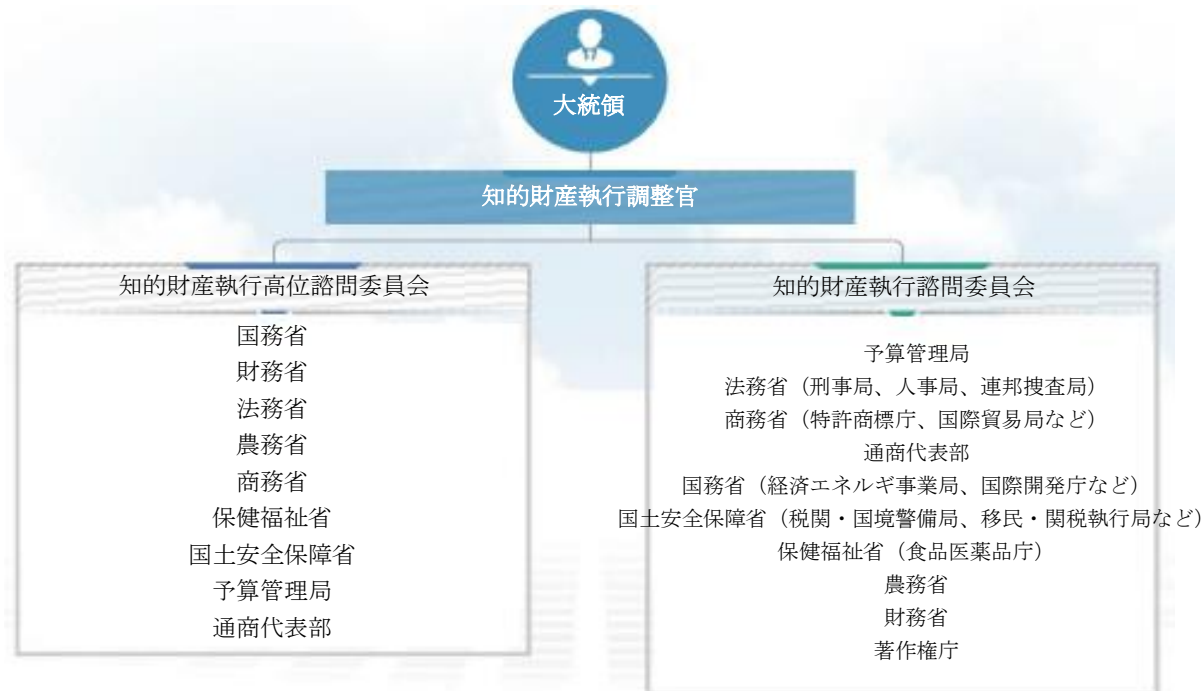 大統領
知的財産執行調整官
知的財産執行高位諮問委員会
国務省
財務省
法務省
農務省
商務省
保健福祉省
国土安全保障省
予算管理局
通商代表部
知的財産執行諮問委員会
予算管理局
法務省（刑事局、人事局、連邦捜査局）
商務省（特許商標庁、国際貿易局など）
通商代表部
国務省（経済エネルギ事業局、国際開発庁など）
国土安全保障省（税関・国境警備局、移民・関税執行局など）
保健福祉省（食品医薬品庁）
農務省
財務省
著作権庁